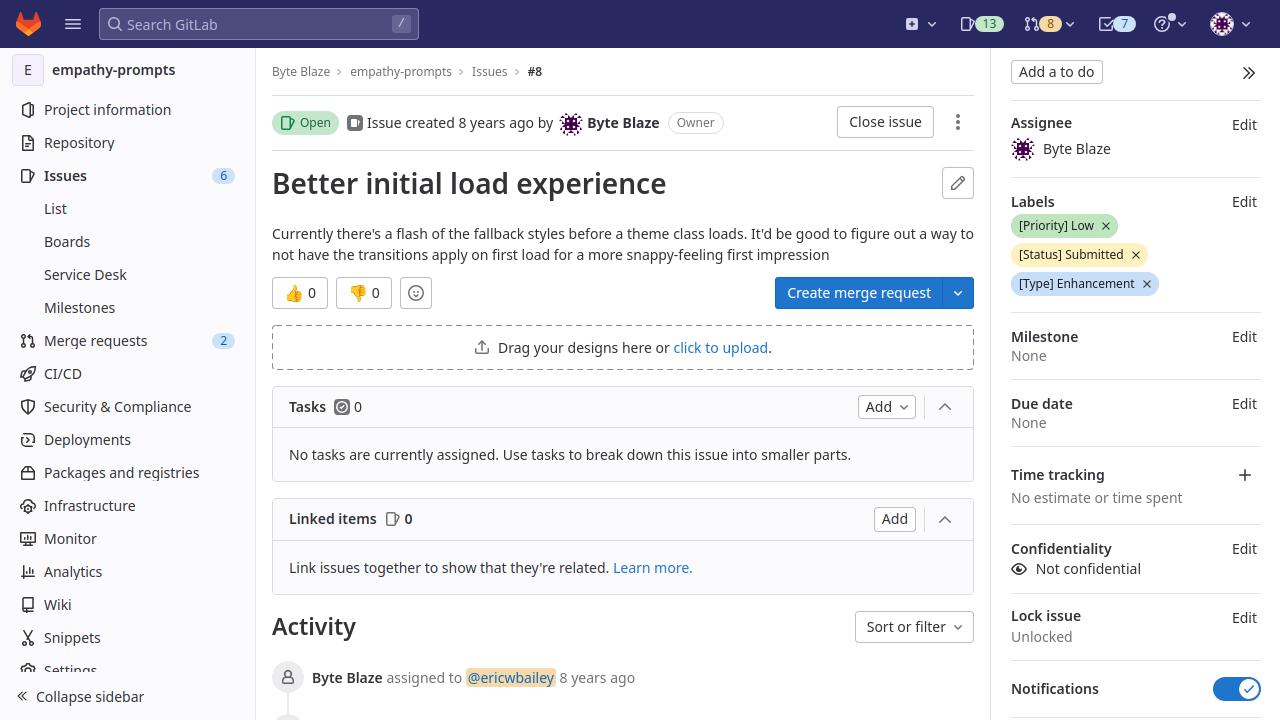 Search GitLab
/
13
8
7
E
empathy-prompts
Project information
Repository
Issues
6
List
Boards
Service Desk
Milestones
Merge requests
2
CI/CD
Security & Compliance
Deployments
Packages and registries
Infrastructure
Monitor
Analytics
Wiki
Snippets
Settings
Collapse sidebar
Byte Blaze
empathy-prompts
Issues
#8
Open
Issue created 8 years ago by Byte Blaze
Owner
Close issue
Better initial load experience
Currently there's a flash of the fallback styles before a theme class loads. It'd be good to figure out a way to
not have the transitions apply on first load for a more snappy-feeling first impression
👍 0
👎 0
Create merge request
Drag your designs here or click to upload.
Tasks
0
Add
No tasks are currently assigned. Use tasks to break down this issue into smaller parts.
Linked items
0
Add
Link issues together to show that they're related. Learn more.
Activity
Sort or filter
Byte Blaze assigned to @ericwbailey 8 years ago
Add a to do
Assignee
Edit
Byte Blaze
Labels
Edit
[Priority] Low
[Status] Submitted
[Type] Enhancement
Milestone
Edit
None
Due date
Edit
None
Time tracking
No estimate or time spent
Confidentiality
Edit
Not confidential
Lock issue
Edit
Unlocked
Notifications